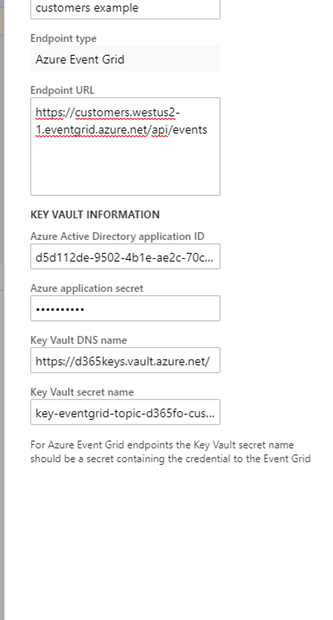 customers example
Endpoint type
Azure Event Grid
Endpoint URL
https://customers.westus2-
1.eventgrid.azure.net/api/events
KEY VAULT INFORMATION
Azure Active Directory application ID
d5d112de-9502-4b1e-ae2c-70c...
Azure application secret
••••••••••
Key Vault DNS name
https://d365keys.vault.azure.net/
Key Vault secret name
key-eventgrid-topic-d365fo-cus...
For Azure Event Grid endpoints the Key Vault secret name
should be a secret containing the credential to the Event Grid